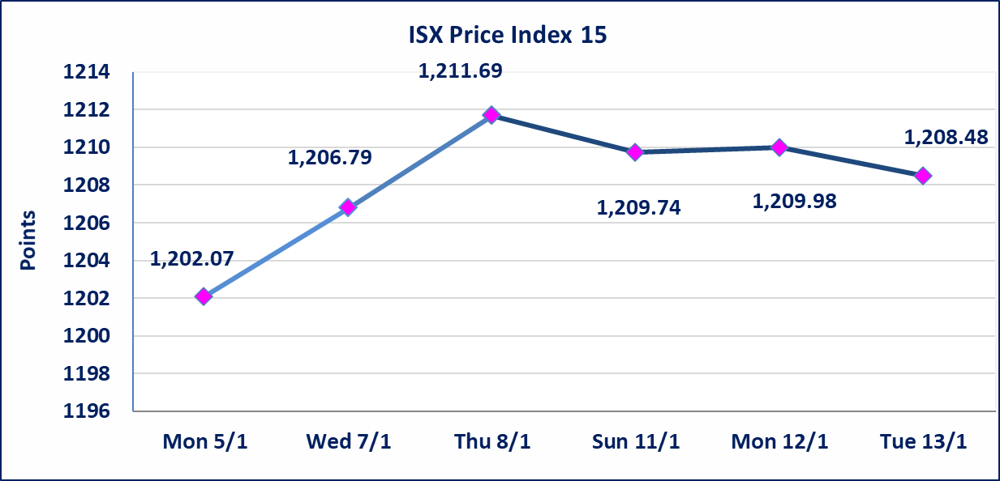 ISX Price Index 15
Points
1214
1212
1210
1208
1206
1204
1202
1200
1198
1196
1,202.07
1,206.79
1,211.69
1,209.74
1,209.98
1,208.48
Mon 5/1
Wed 7/1
Thu 8/1
Sun 11/1
Mon 12/1
Tue 13/1